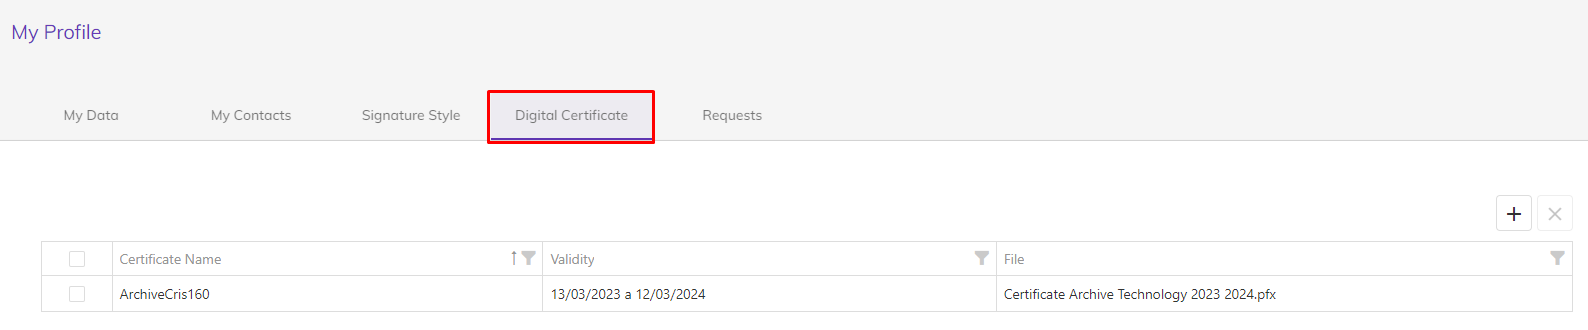 My Profile
My Data My Contacts Signature Style Digital Certificate Requests
Certificate Name Validity File
ArchiveCris160 13/03/2023 a 12/03/2024 Certificate Archive Technology 2023 2024.pfx